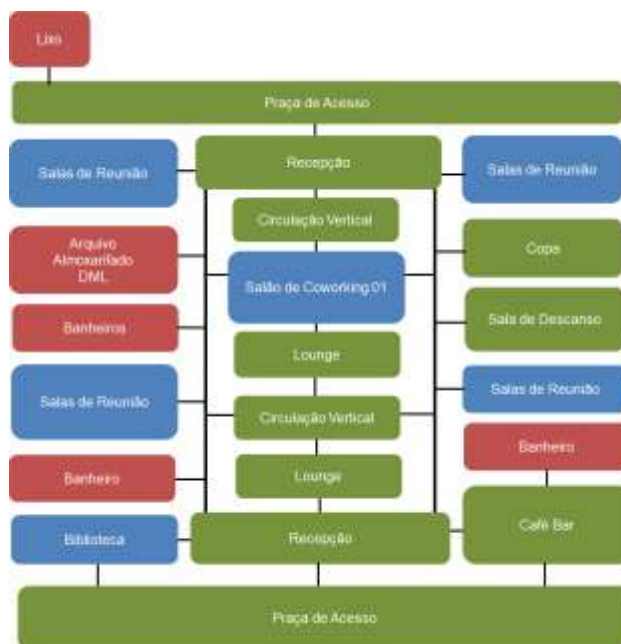 Lixo
Praça de Acesso
Salas de Reunião
Recepção
Salas de Reunião
Circulação Vertical
Arquivo
Almoxarifado
DML
Copa
Salão de Coworking 01
Banheiros
Sala de Descanso
Lounge
Salas de Reunião
Salas de Reunião
Circulação Vertical
Banheiro
Banheiro
Lounge
Biblioteca
Recepção
Café Bar
Praça de Acesso